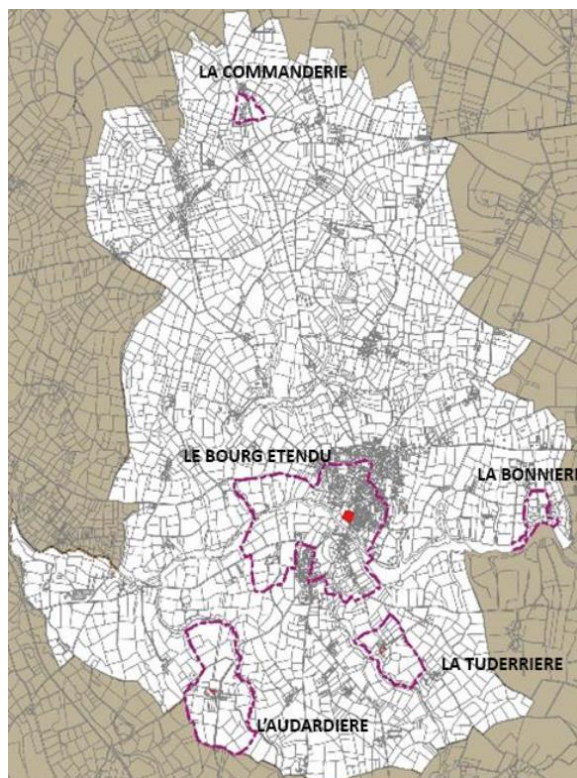 LA COMMANDERIE
LE BOURG ETENDU
LA BONNIERE
LA TUDERRIERE
L'AUDARDIERE